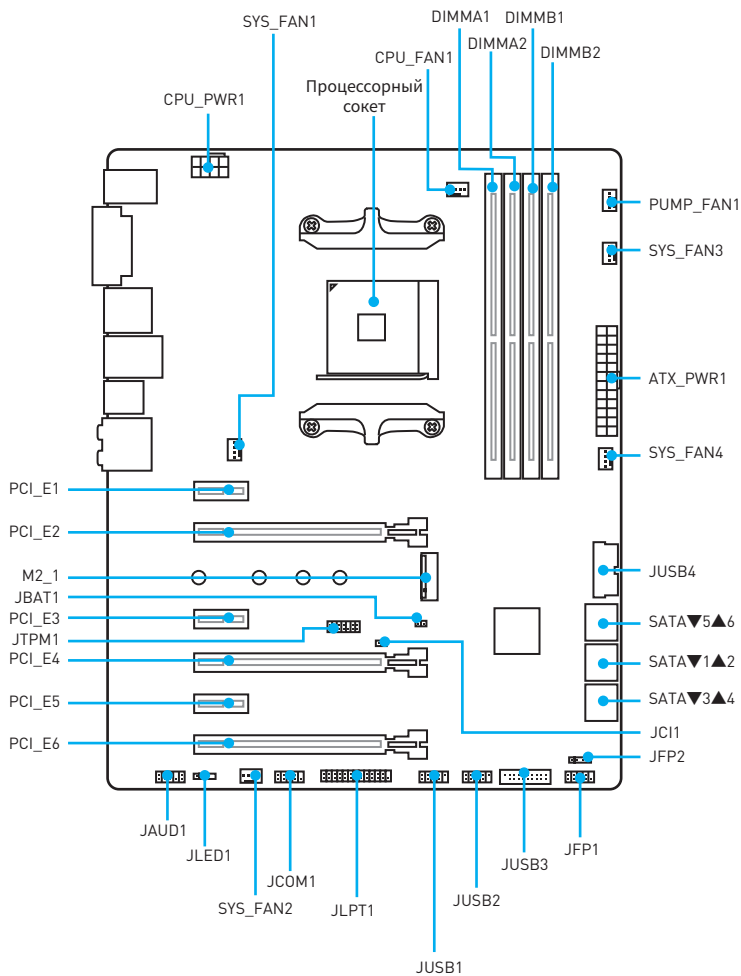 SYS_FAN1
DIMMA1
DIMMB1
DIMMA2
CPU_FAN1
DIMMB2
Процессорный
сокет
CPU_PWR1
PUMP_FAN1
SYS_FAN3
ATX_PWR1
SYS_FAN4
PCI_E1
PCI_E2
M2_1
JUSB4
JBAT1
PCI_E3
SATA▼5▲6
JTPM1
PCI_E4
SATA▼1▲2
PCI_E5
SATA▼3▲4
JCI1
PCI_E6
JFP2
JAUD1
JLED1
JCOM1
SYS_FAN2
JLPT1
JUSB1
JUSB2
JUSB3
JFP1